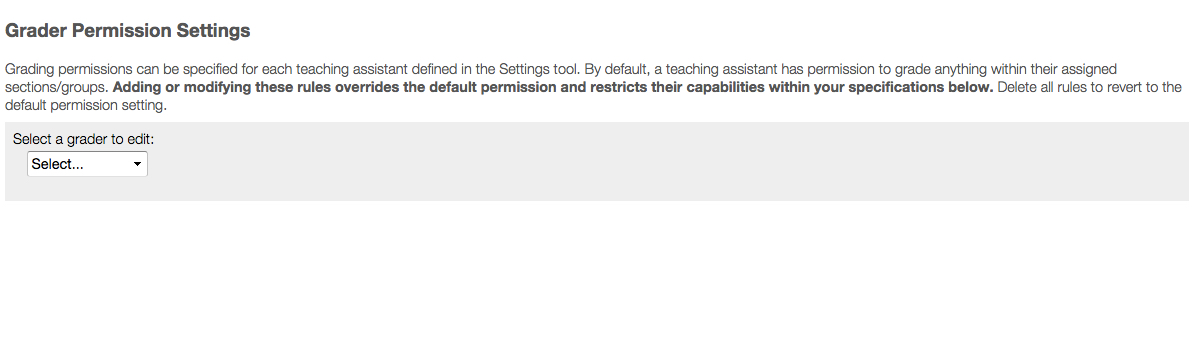 Grader Permission Settings
Grading permissions can be specified for each teaching assistant defined in the Settings tool. By default, a teaching assistant has permission to grade anything within their assigned
sections/groups. Adding or modifying these rules overrides the default permission and restricts their capabilities within your specifications below. Delete all rules to revert to the
default permission setting.
Select a grader to edit:
Select...